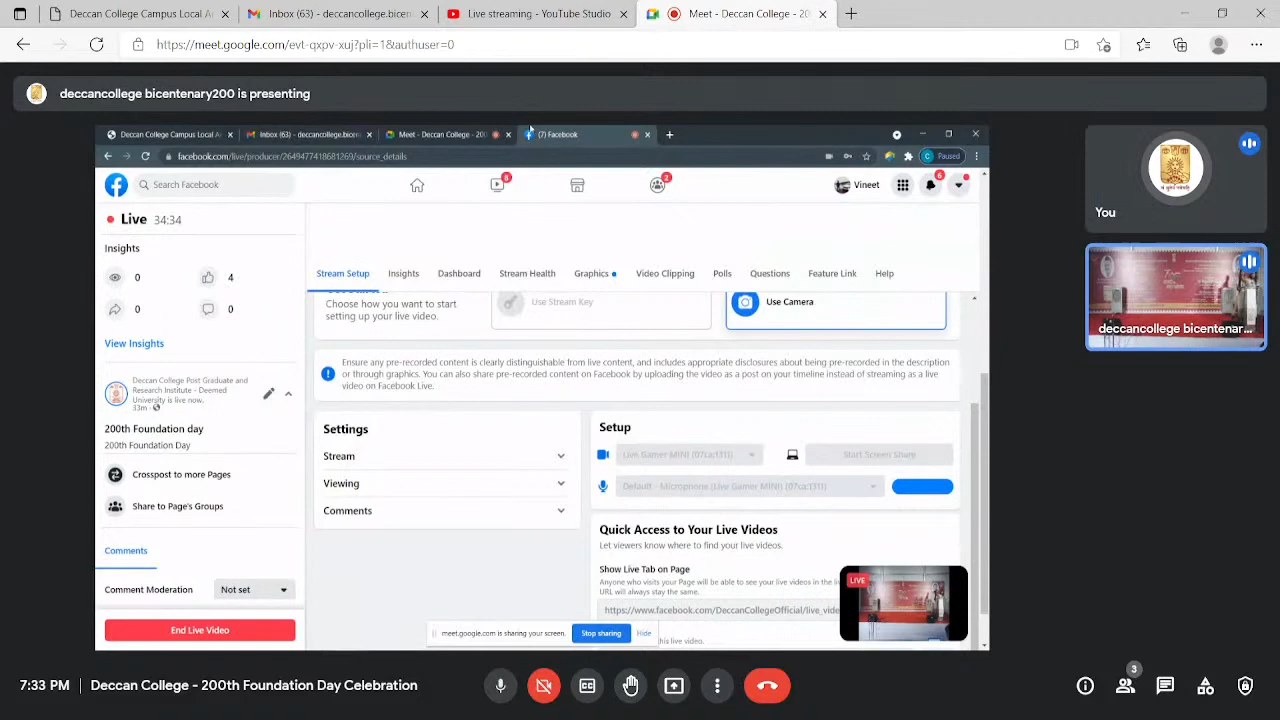 Deccan College Campus Local A
Inbox (63) - deccancollege.bicen
Live streaming - YouTube Studio
Meet - Deccan College - 20
https://meet.google.com/evt-qxpv-xuj?pli=1&authuser=0
deccancollege bicentenary200 is presenting
Deccan College Campus Local A
Inbox (63) - deccancollege.bicen
Meet - Deccan College - 200
(7) Facebook
facebook.com/live/producer/2649477418681269/source_details
Paused
Search Facebook
8
2
Vineet
6
Live 34:34
Insights
0
4
0
0
View Insights
Deccan College Post Graduate and
Research Institute - Deemed
University is live now.
33m
200th Foundation day
200th Foundation Day
Crosspost to more Pages
Share to Page's Groups
Comments
Comment Moderation
Not set
End Live Video
Stream Setup
Insights
Dashboard
Stream Health
Graphics
Video Clipping
Polls
Questions
Feature Link
Help
Choose how you want to start
setting up your live video.
Use Stream Key
Use Camera
Ensure any pre-recorded content is clearly distinguishable from live content, and includes appropriate disclosures about being pre-recorded in the description
or through graphics. You can also share pre-recorded content on Facebook by uploading the video as a post on your timeline instead of streaming as a live
video on Facebook Live.
Settings
Stream
Viewing
Comments
Setup
Live Gamer MINI (07ca:1311)
Start Screen Share
Default - Microphone (Live Gamer MINI) (07ca:1311)
Quick Access to Your Live Videos
Let viewers know where to find your live videos.
Show Live Tab on Page
Anyone who visits your Page will be able to see your live videos in the
URL will always stay the same.
https://www.facebook.com/DeccanCollegeOfficial/live_vide
this live video.
LIVE
meet.google.com is sharing your screen.
Stop sharing
Hide
You
deccancollege bicentenar...
7:33 PM | Deccan College - 200th Foundation Day Celebration
3